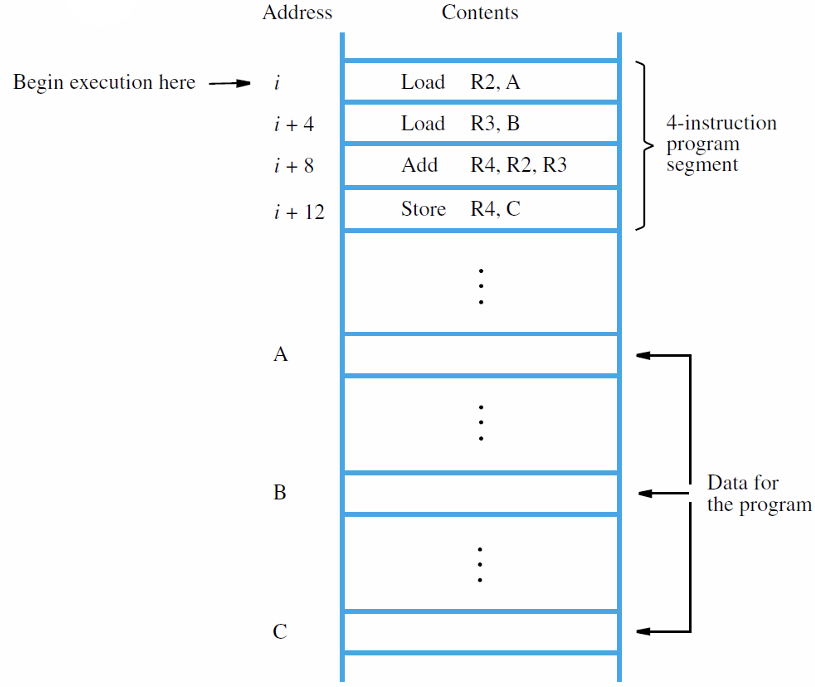 Address Contents
Begin execution here i Load R2, A
i + 4 Load R3, B
i + 8 Add R4, R2, R3
i + 12 Store R4, C
4-instruction
program
segment
A
B
Data for
the program
C